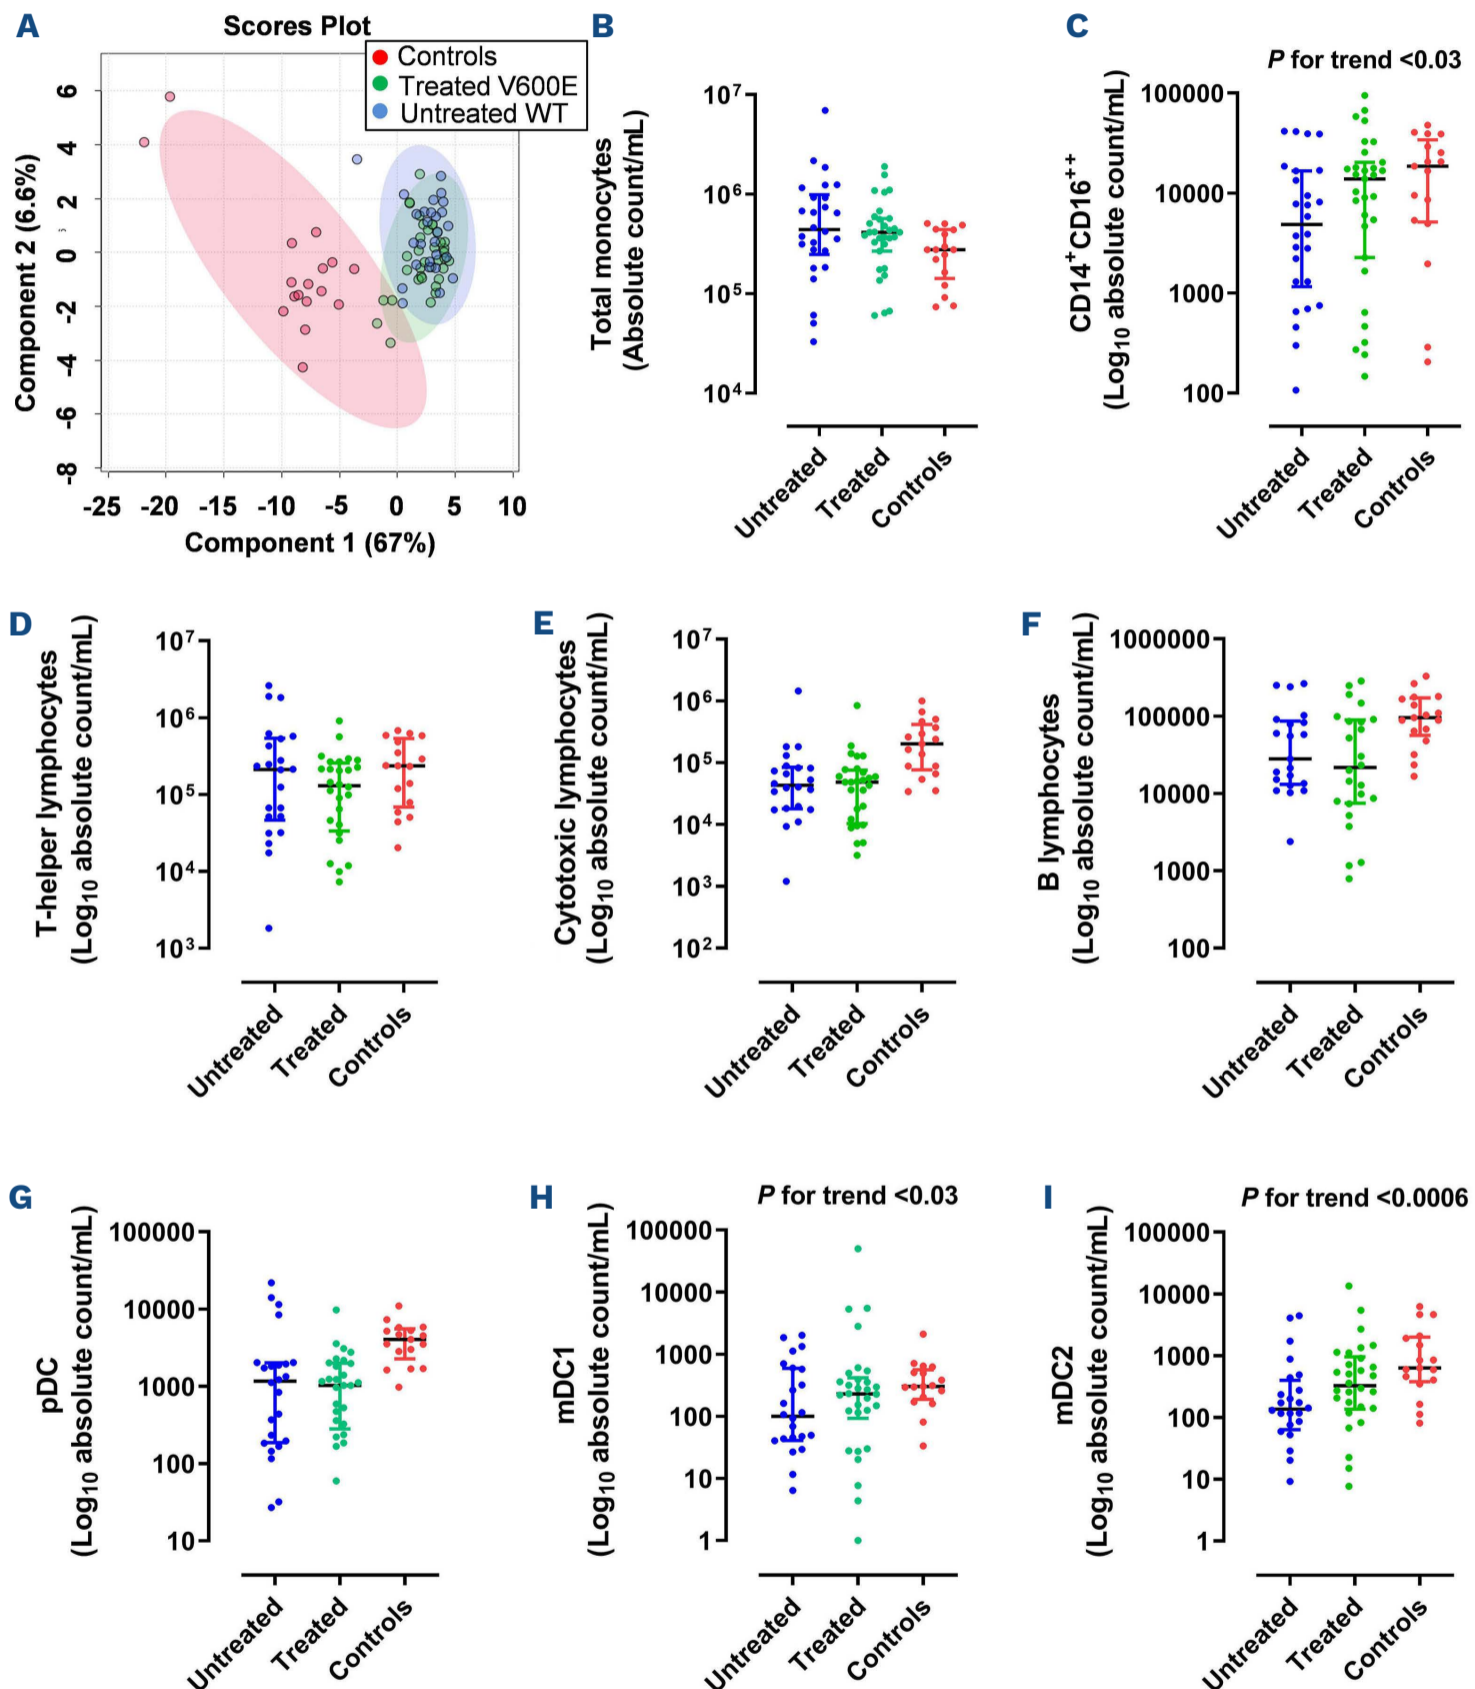 A
Scores Plot
Controls
Treated V600E
Untreated WT
Component 2 (6.6%)
6
4
2
0
-2
-4
-6
-8
-25 -20 -15 -10 -5 0 5 10
Component 1 (67%)
B
Total monocytes
(Absolute count/mL)
10⁷
10⁶
10⁵
10⁴
Untreated
Treated
Controls
C
P for trend <0.03
CD14⁺CD16⁺⁺
(Log₁₀ absolute count/mL)
100000
10000
1000
100
Untreated
Treated
Controls
D
T-helper lymphocytes
(Log₁₀ absolute count/mL)
10⁷
10⁶
10⁵
10⁴
10³
Untreated
Treated
Controls
E
Cytotoxic lymphocytes
(Log₁₀ absolute count/mL)
10⁷
10⁶
10⁵
10⁴
10³
10²
Untreated
Treated
Controls
F
B lymphocytes
(Log₁₀ absolute count/mL)
1000000
100000
10000
1000
100
Untreated
Treated
Controls
G
pDC
(Log₁₀ absolute count/mL)
100000
10000
1000
100
10
Untreated
Treated
Controls
H
P for trend <0.03
mDC1
(Log₁₀ absolute count/mL)
100000
10000
1000
100
10
1
Untreated
Treated
Controls
I
P for trend <0.0006
mDC2
(Log₁₀ absolute count/mL)
100000
10000
1000
100
10
1
Untreated
Treated
Controls